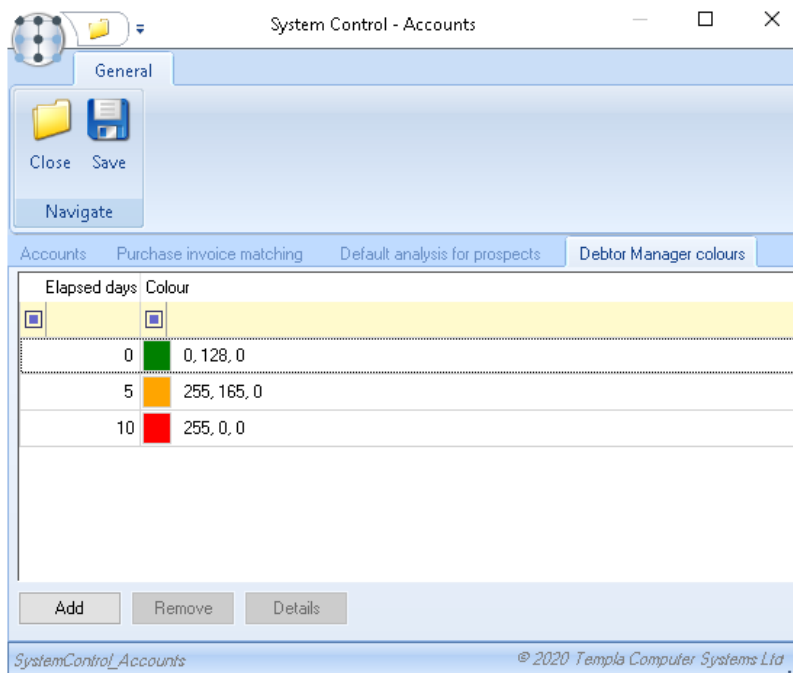 System Control - Accounts
General
Close Save
Navigate
Accounts Purchase invoice matching Default analysis for prospects Debtor Manager colours
Elapsed days Colour
0 0, 128, 0
5 255, 165, 0
10 255, 0, 0
Add Remove Details
SystemControl_Accounts © 2020 Templa Computer Systems Ltd